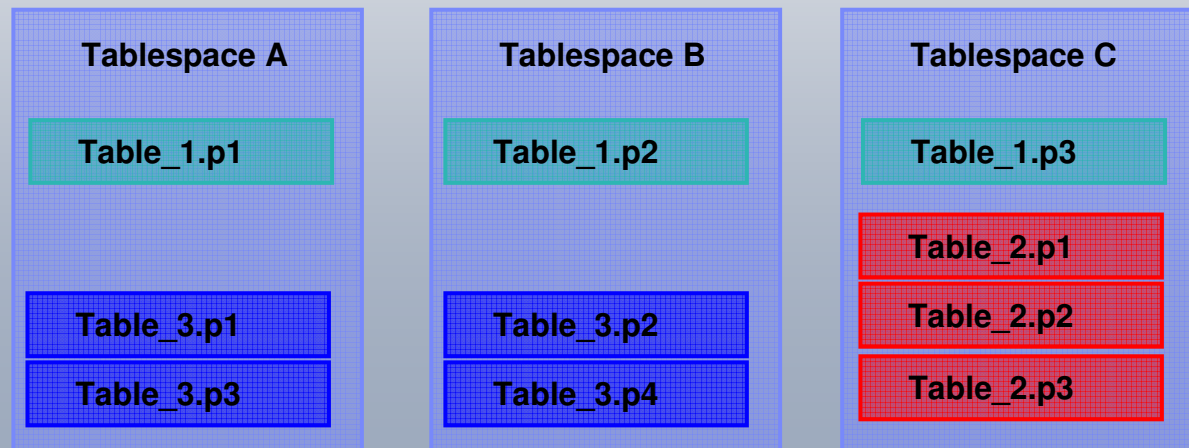 Tablespace A
Table_1.p1
Table_3.p1
Table_3.p3
Tablespace B
Table_1.p2
Table_3.p2
Table_3.p4
Tablespace C
Table_1.p3
Table_2.p1
Table_2.p2
Table_2.p3